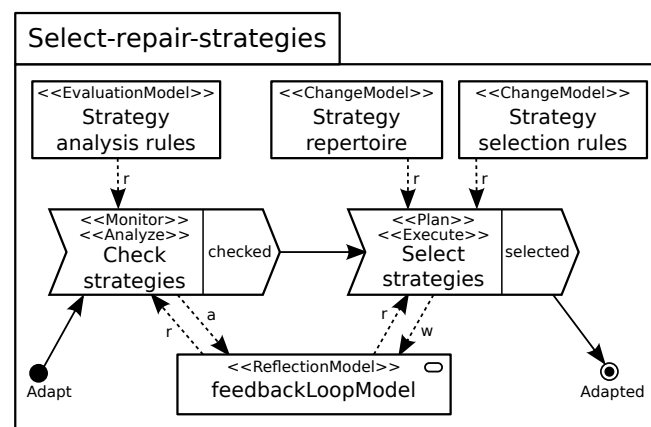 Select-repair-strategies
<<EvaluationModel>>
Strategy
analysis rules
<<ChangeModel>>
Strategy
repertoire
<<ChangeModel>>
Strategy
selection rules
r
r
r
<<Monitor>>
<<Analyze>>
Check
strategies
checked
<<Plan>>
<<Execute>>
Select
strategies
selected
r
a
r
w
<<ReflectionModel>>
feedbackLoopModel
Adapt
Adapted